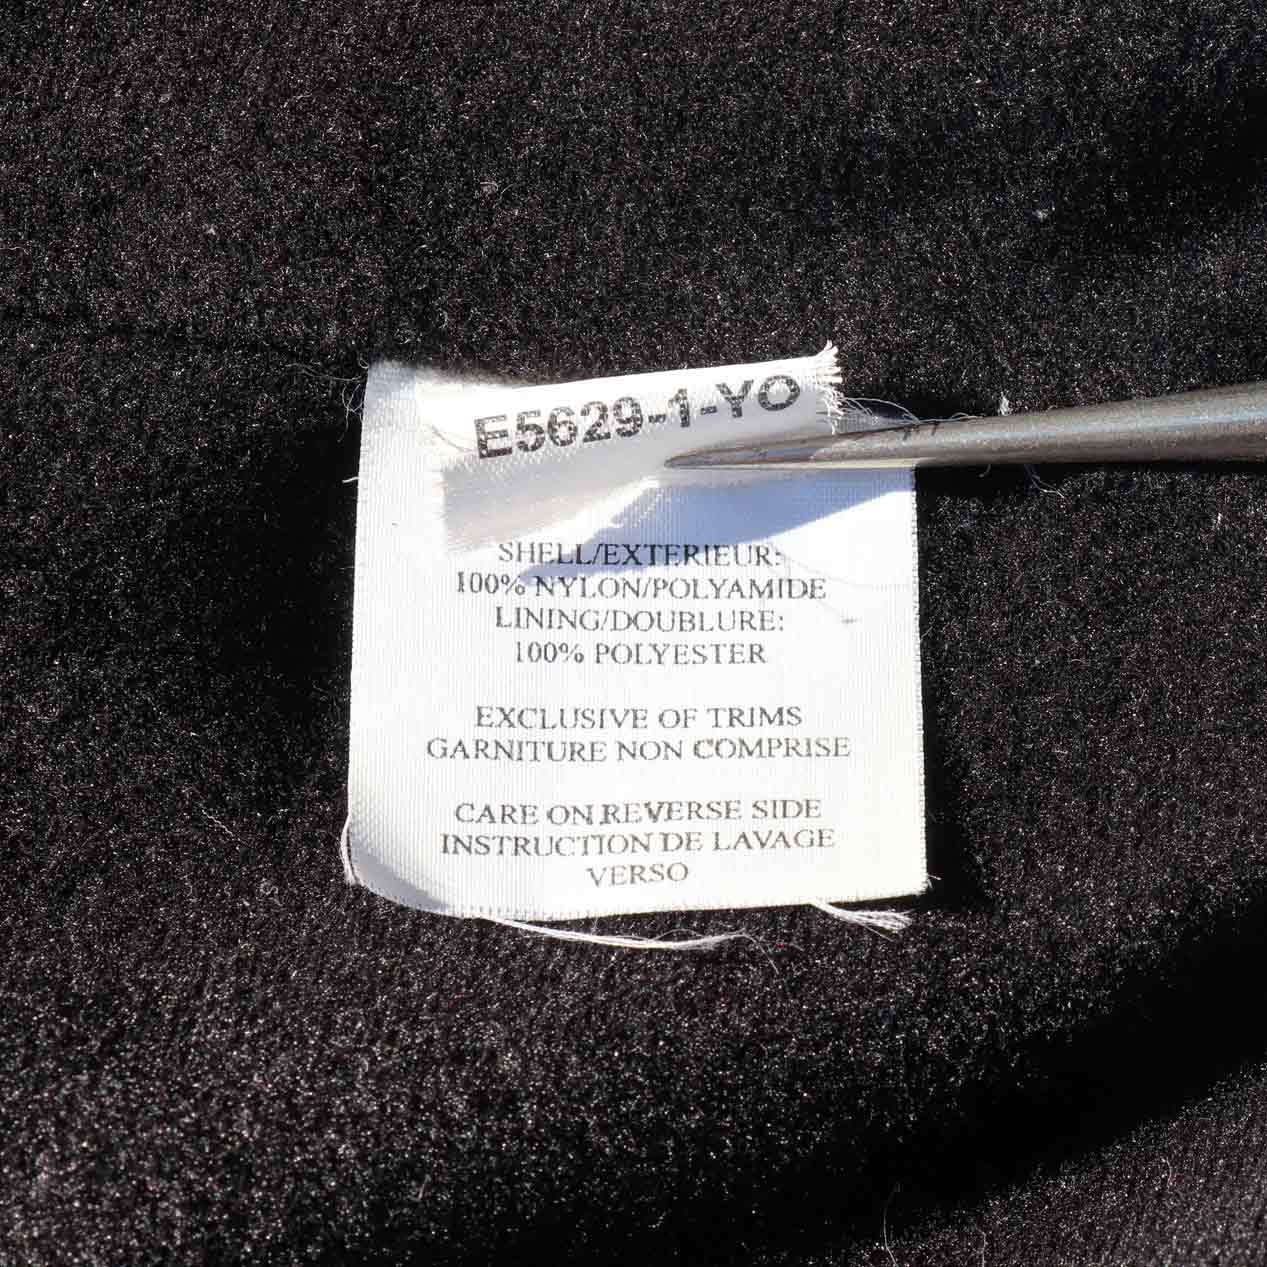 E5629-1-YO
SHELL/EXTERIEUR:
100% NYLON/POLYAMIDE
LINING/DOUBLURE:
100% POLYESTER
EXCLUSIVE OF TRIMS
GARNITURE NON COMPRISE
CARE ON REVERSE SIDE
INSTRUCTION DE LAVAGE
VERSO